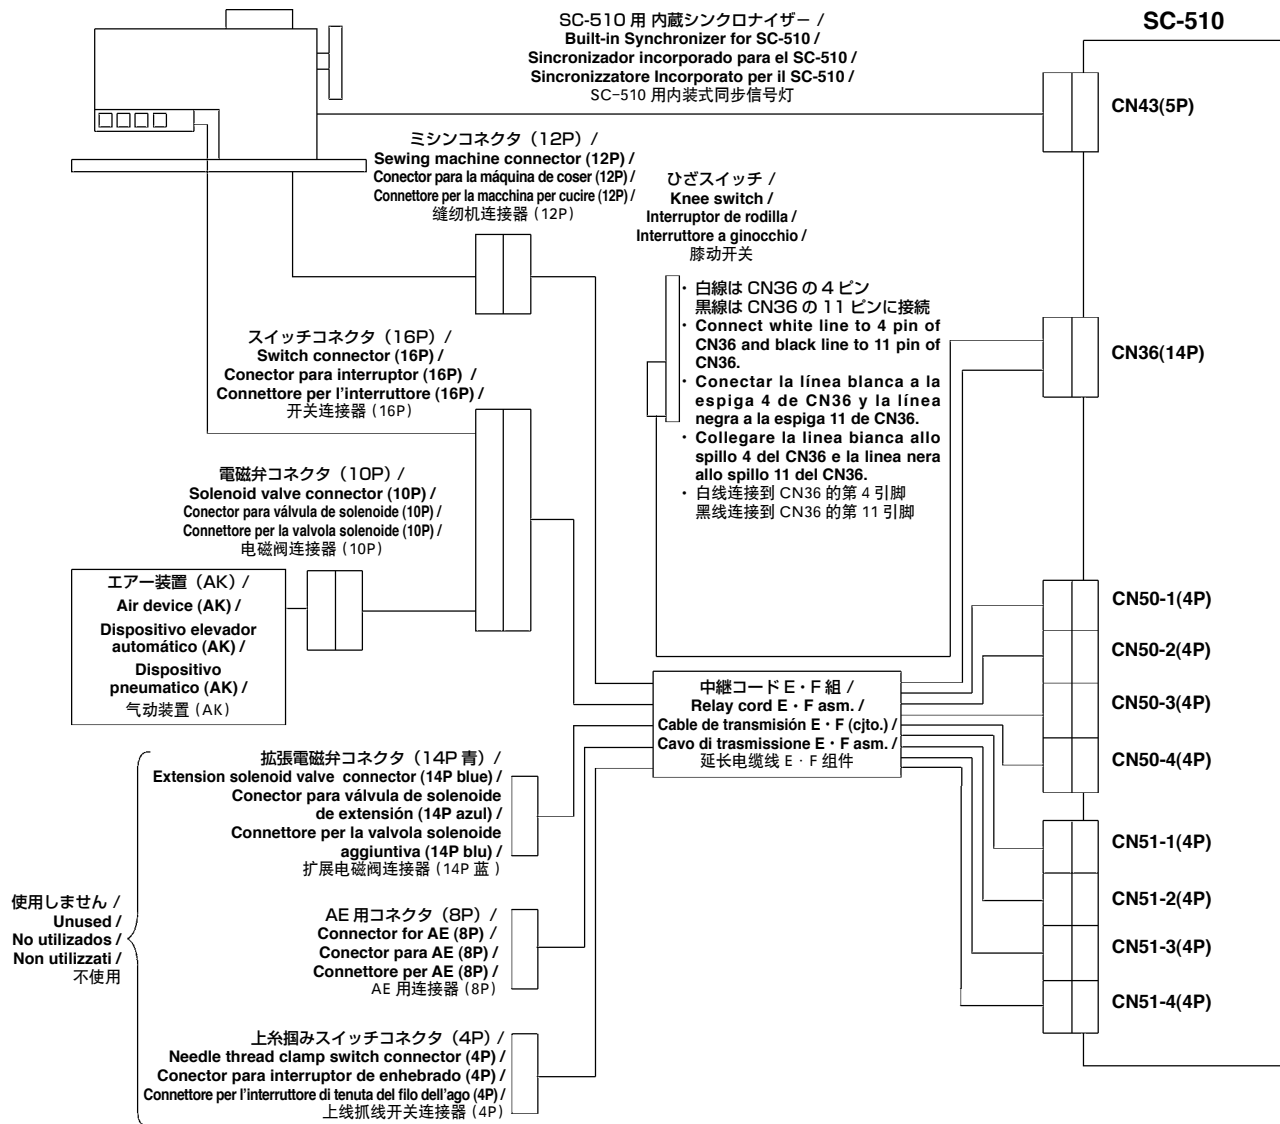 SC-510 用 内蔵シンクロナイザー /
Built-in Synchronizer for SC-510 /
Sincronizador incorporado para el SC-510 /
Sincronizzatore Incorporato per il SC-510 /
SC-510 用内装式同步信号灯
SC-510
CN43(5P)
ミシンコネクタ（12P）/
Sewing machine connector (12P) /
Conector para la máquina de coser (12P) /
Connettore per la macchina per cucire (12P) /
缝纫机连接器 (12P)
ひざスイッチ /
Knee switch /
Interruptor de rodilla /
Interruttore a ginocchio /
膝动开关
・ 白線は CN36 の 4 ピン
黒線は CN36 の 11 ピンに接続
・ Connect white line to 4 pin of
CN36 and black line to 11 pin of
CN36.
・ Conectar la línea blanca a la
espiga 4 de CN36 y la línea
negra a la espiga 11 de CN36.
・ Collegare la linea bianca allo
spillo 4 del CN36 e la linea nera
allo spillo 11 del CN36.
・ 白线连接到 CN36 的第 4 引脚
黑线连接到 CN36 的第 11 引脚
CN36(14P)
スイッチコネクタ（16P）/
Switch connector (16P) /
Conector para interruptor (16P) /
Connettore per l'interruttore (16P) /
开关连接器 (16P)
電磁弁コネクタ（10P）/
Solenoid valve connector (10P) /
Conector para válvula de solenoide (10P) /
Connettore per la valvola solenoide (10P) /
电磁阀连接器 (10P)
エアー装置（AK）/
Air device (AK) /
Dispositivo elevador
automático (AK) /
Dispositivo
pneumatico (AK) /
气动装置 (AK)
中継コード E・F 組 /
Relay cord E・F asm. /
Cable de transmisión E・F (cjto.) /
Cavo di trasmissione E・F asm. /
延长电缆线 E · F 组件
CN50-1(4P)
CN50-2(4P)
CN50-3(4P)
CN50-4(4P)
CN51-1(4P)
CN51-2(4P)
CN51-3(4P)
CN51-4(4P)
拡張電磁弁コネクタ（14P 青）/
Extension solenoid valve connector (14P blue) /
Conector para válvula de solenoide
de extensión (14P azul) /
Connettore per la valvola solenoide
aggiuntiva (14P blu) /
扩展电磁阀连接器 (14P 蓝 )
使用しません /
Unused /
No utilizados /
Non utilizzati /
不使用
AE 用コネクタ（8P）/
Connector for AE (8P) /
Conector para AE (8P) /
Connettore per AE (8P) /
AE 用连接器 (8P)
上糸掴みスイッチコネクタ（4P）/
Needle thread clamp switch connector (4P) /
Conector para interruptor de enhebrado (4P) /
Connettore per l'interruttore di tenuta del filo dell'ago (4P) /
上线抓线开关连接器 (4P)